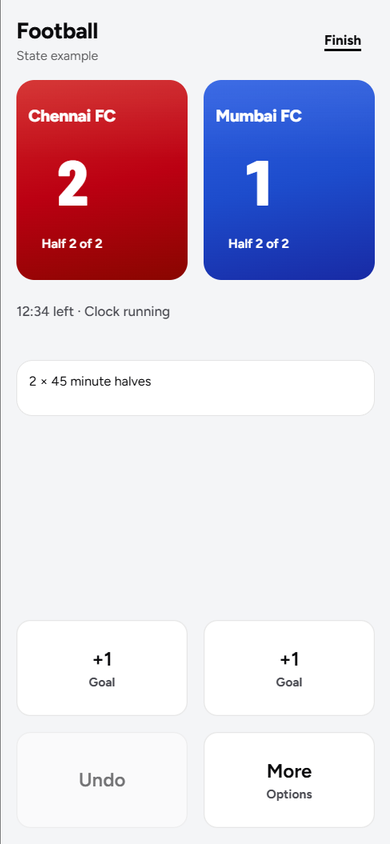 Football
State example
Finish
Chennai FC
2
Half 2 of 2
Mumbai FC
1
Half 2 of 2
12:34 left · Clock running
2 × 45 minute halves
+1
Goal
+1
Goal
Undo
More
Options